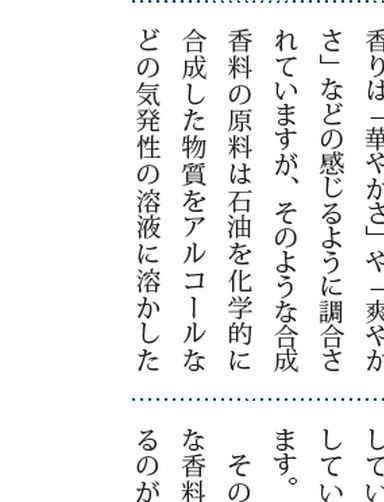 香りは「華やかさ」や「爽やか
さ」などの感じるように調合さ
れていますが、そのような合成
香料の原料は石油を化学的に
合成した物質をアルコールな
どの気発性の溶液に溶かした
して
してい
ます。
その
な香料
るのが